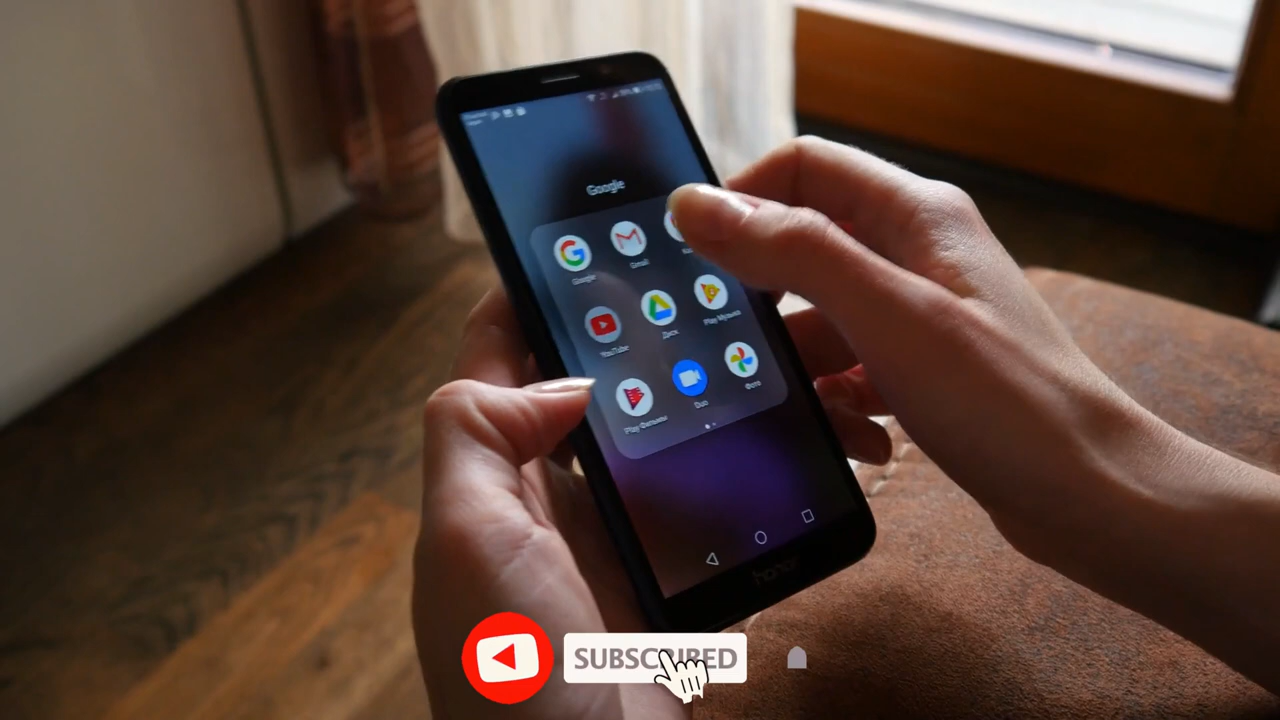 Google
Google
Gmail
YouTube
Диск
Play Музыка
Play Фильмы
Duo
Фото
honor
SUBSCRIBED